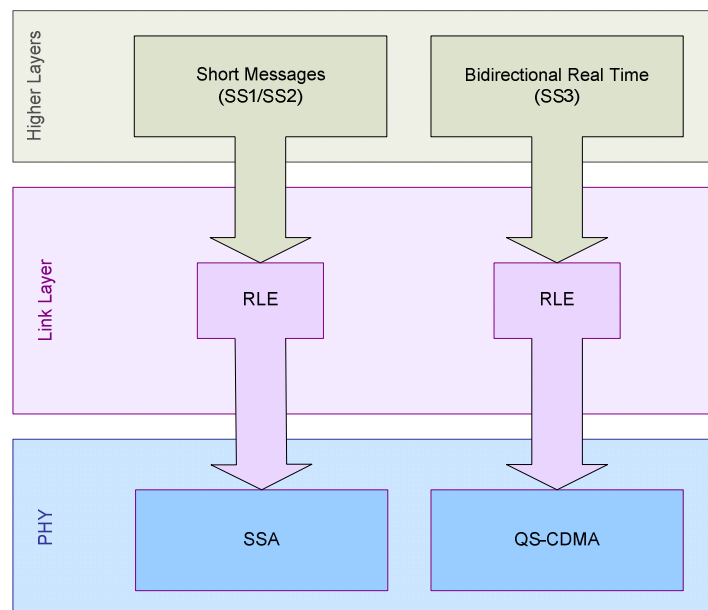 Higher Layers
Short Messages
(SS1/SS2)
Bidirectional Real Time
(SS3)
Link Layer
RLE
RLE
PHY
SSA
QS-CDMA